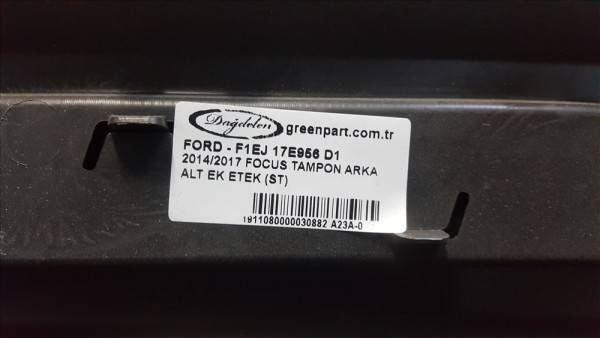 Dağdelen greenpart.com.tr
FORD - F1EJ 17E956 D1
2014/2017 FOCUS TAMPON ARKA
ALT EK ETEK (ST)
1911080000030882 A23A-0